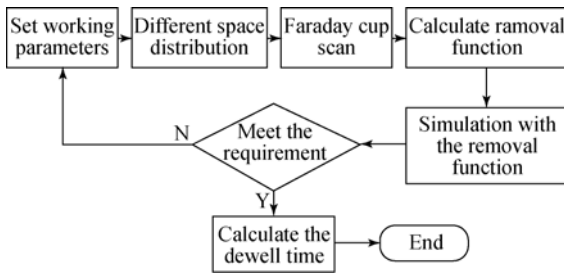 Set working
parameters
Different space
distribution
Faraday cup
scan
Calculate ramoval
function
Simulation with
the removal
function
Meet the
requirement
N
Y
Calculate the
dewell time
End